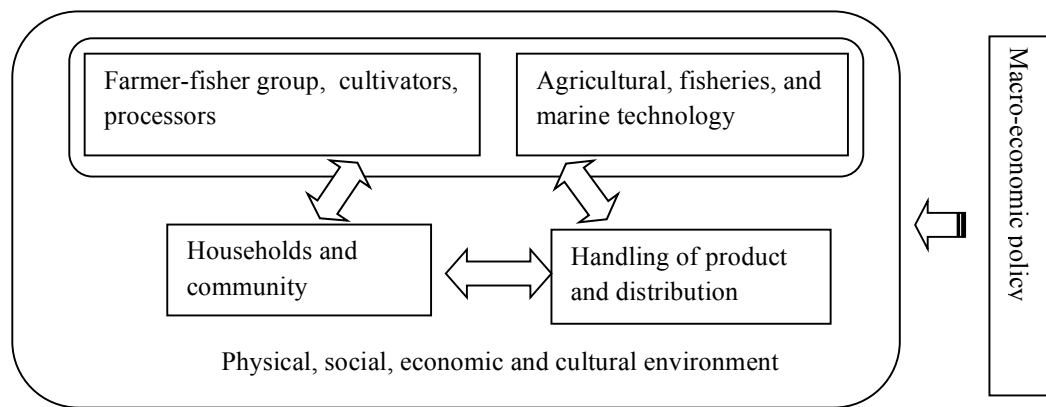 Farmer-fisher group, cultivators,
processors
Agricultural, fisheries, and
marine technology
Households and
community
Handling of product
and distribution
Physical, social, economic and cultural environment
Macro-economic policy